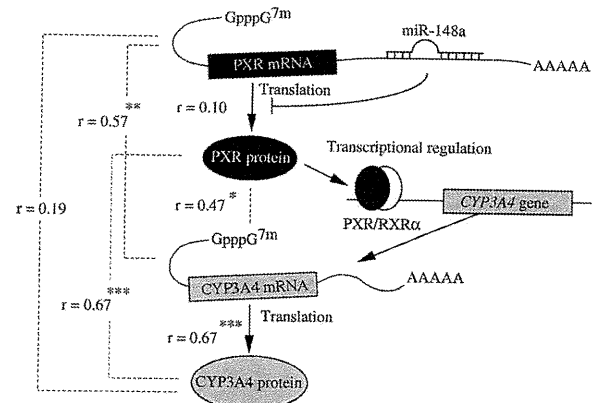 GpppG7m
miR-148a
PXR mRNA
AAAAA
Translation
r = 0.10
r = 0.57 **
PXR protein
Transcriptional regulation
r = 0.47 *
r = 0.19
PXR/RXRα
CYP3A4 gene
GpppG7m
CYP3A4 mRNA
AAAAA
r = 0.67 ***
Translation
r = 0.67 ***
CYP3A4 protein